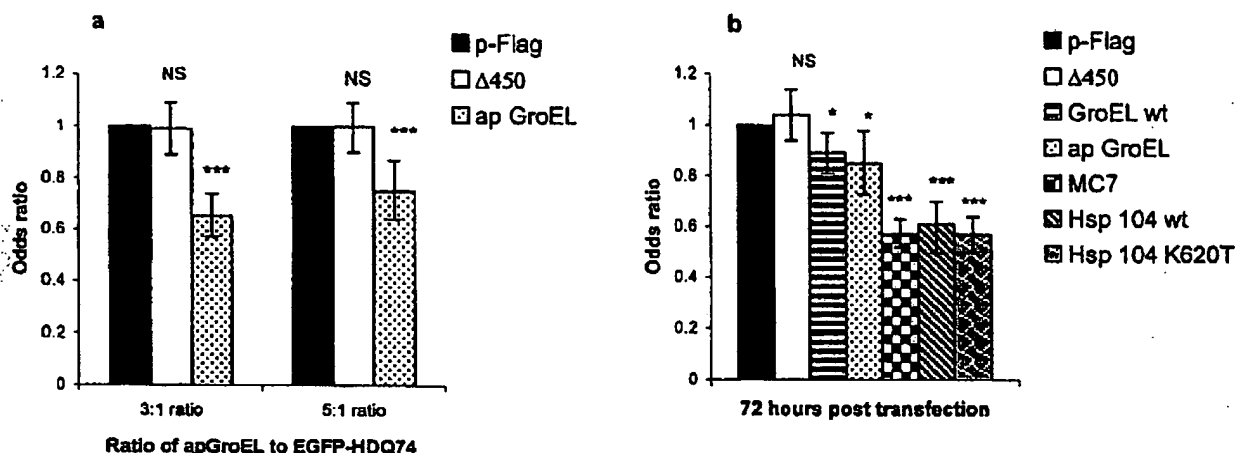 a
p-Flag
Δ450
ap GroEL
NS
NS
***
***
1.2
1
0.8
0.6
0.4
0.2
0
Odds ratio
3:1 ratio
5:1 ratio
Ratio of apGroEL to EGFP-HDQ74
b
p-Flag
Δ450
GroEL wt
ap GroEL
MC7
Hsp 104 wt
Hsp 104 K620T
NS
*
*
***
***
***
1.2
1
0.8
0.6
0.4
0.2
0
Odds ratio
72 hours post transfection